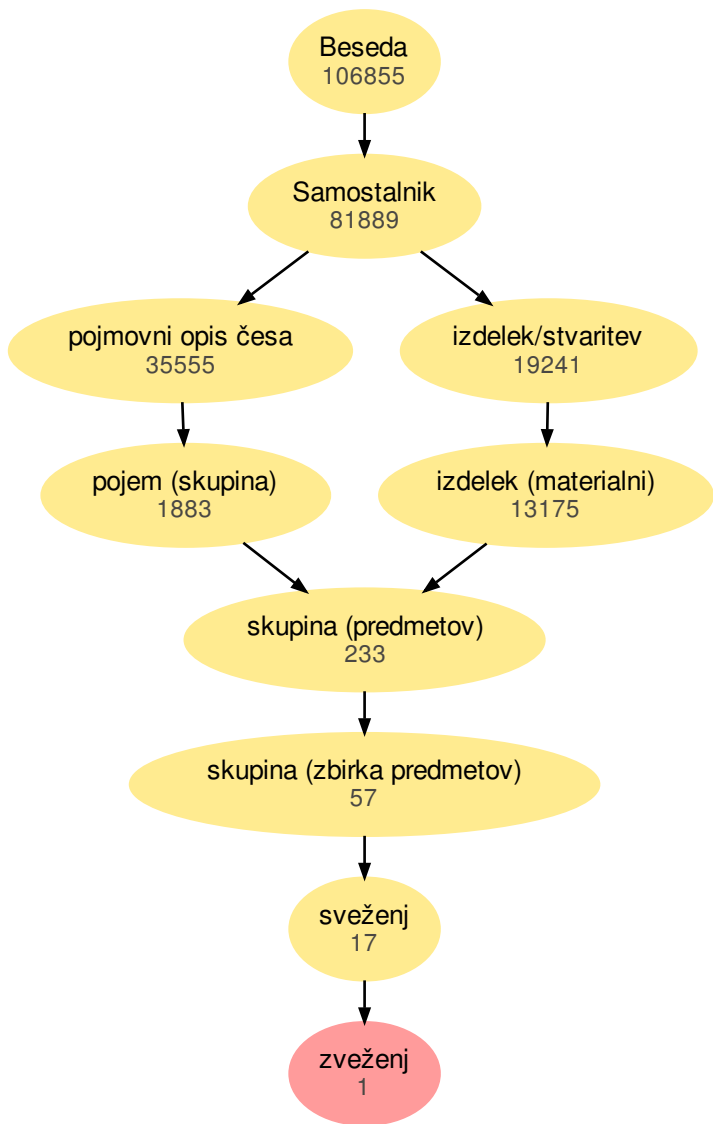 Beseda
106855
Samostalnik
81889
pojmovni opis česa
35555
izdelek/stvaritev
19241
pojem (skupina)
1883
izdelek (materialni)
13175
skupina (predmetov)
233
skupina (zbirka predmetov)
57
sveženj
17
zveženj
1